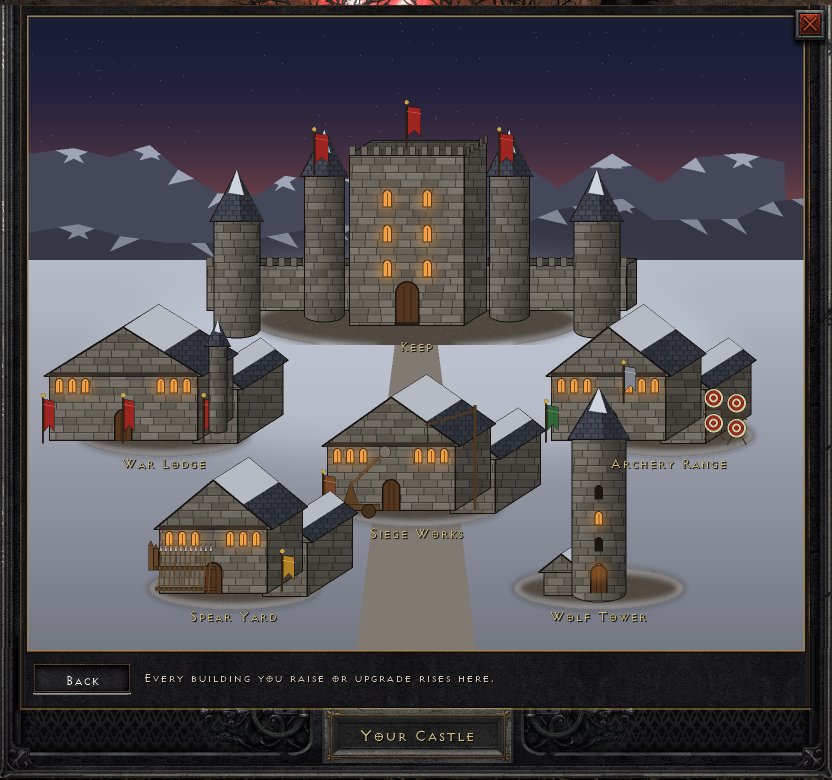 Keep
War Lodge
Archery Range
Siege Works
Spear Yard
Wolf Tower
Back
Every building you raise or upgrade rises here.
Your Castle